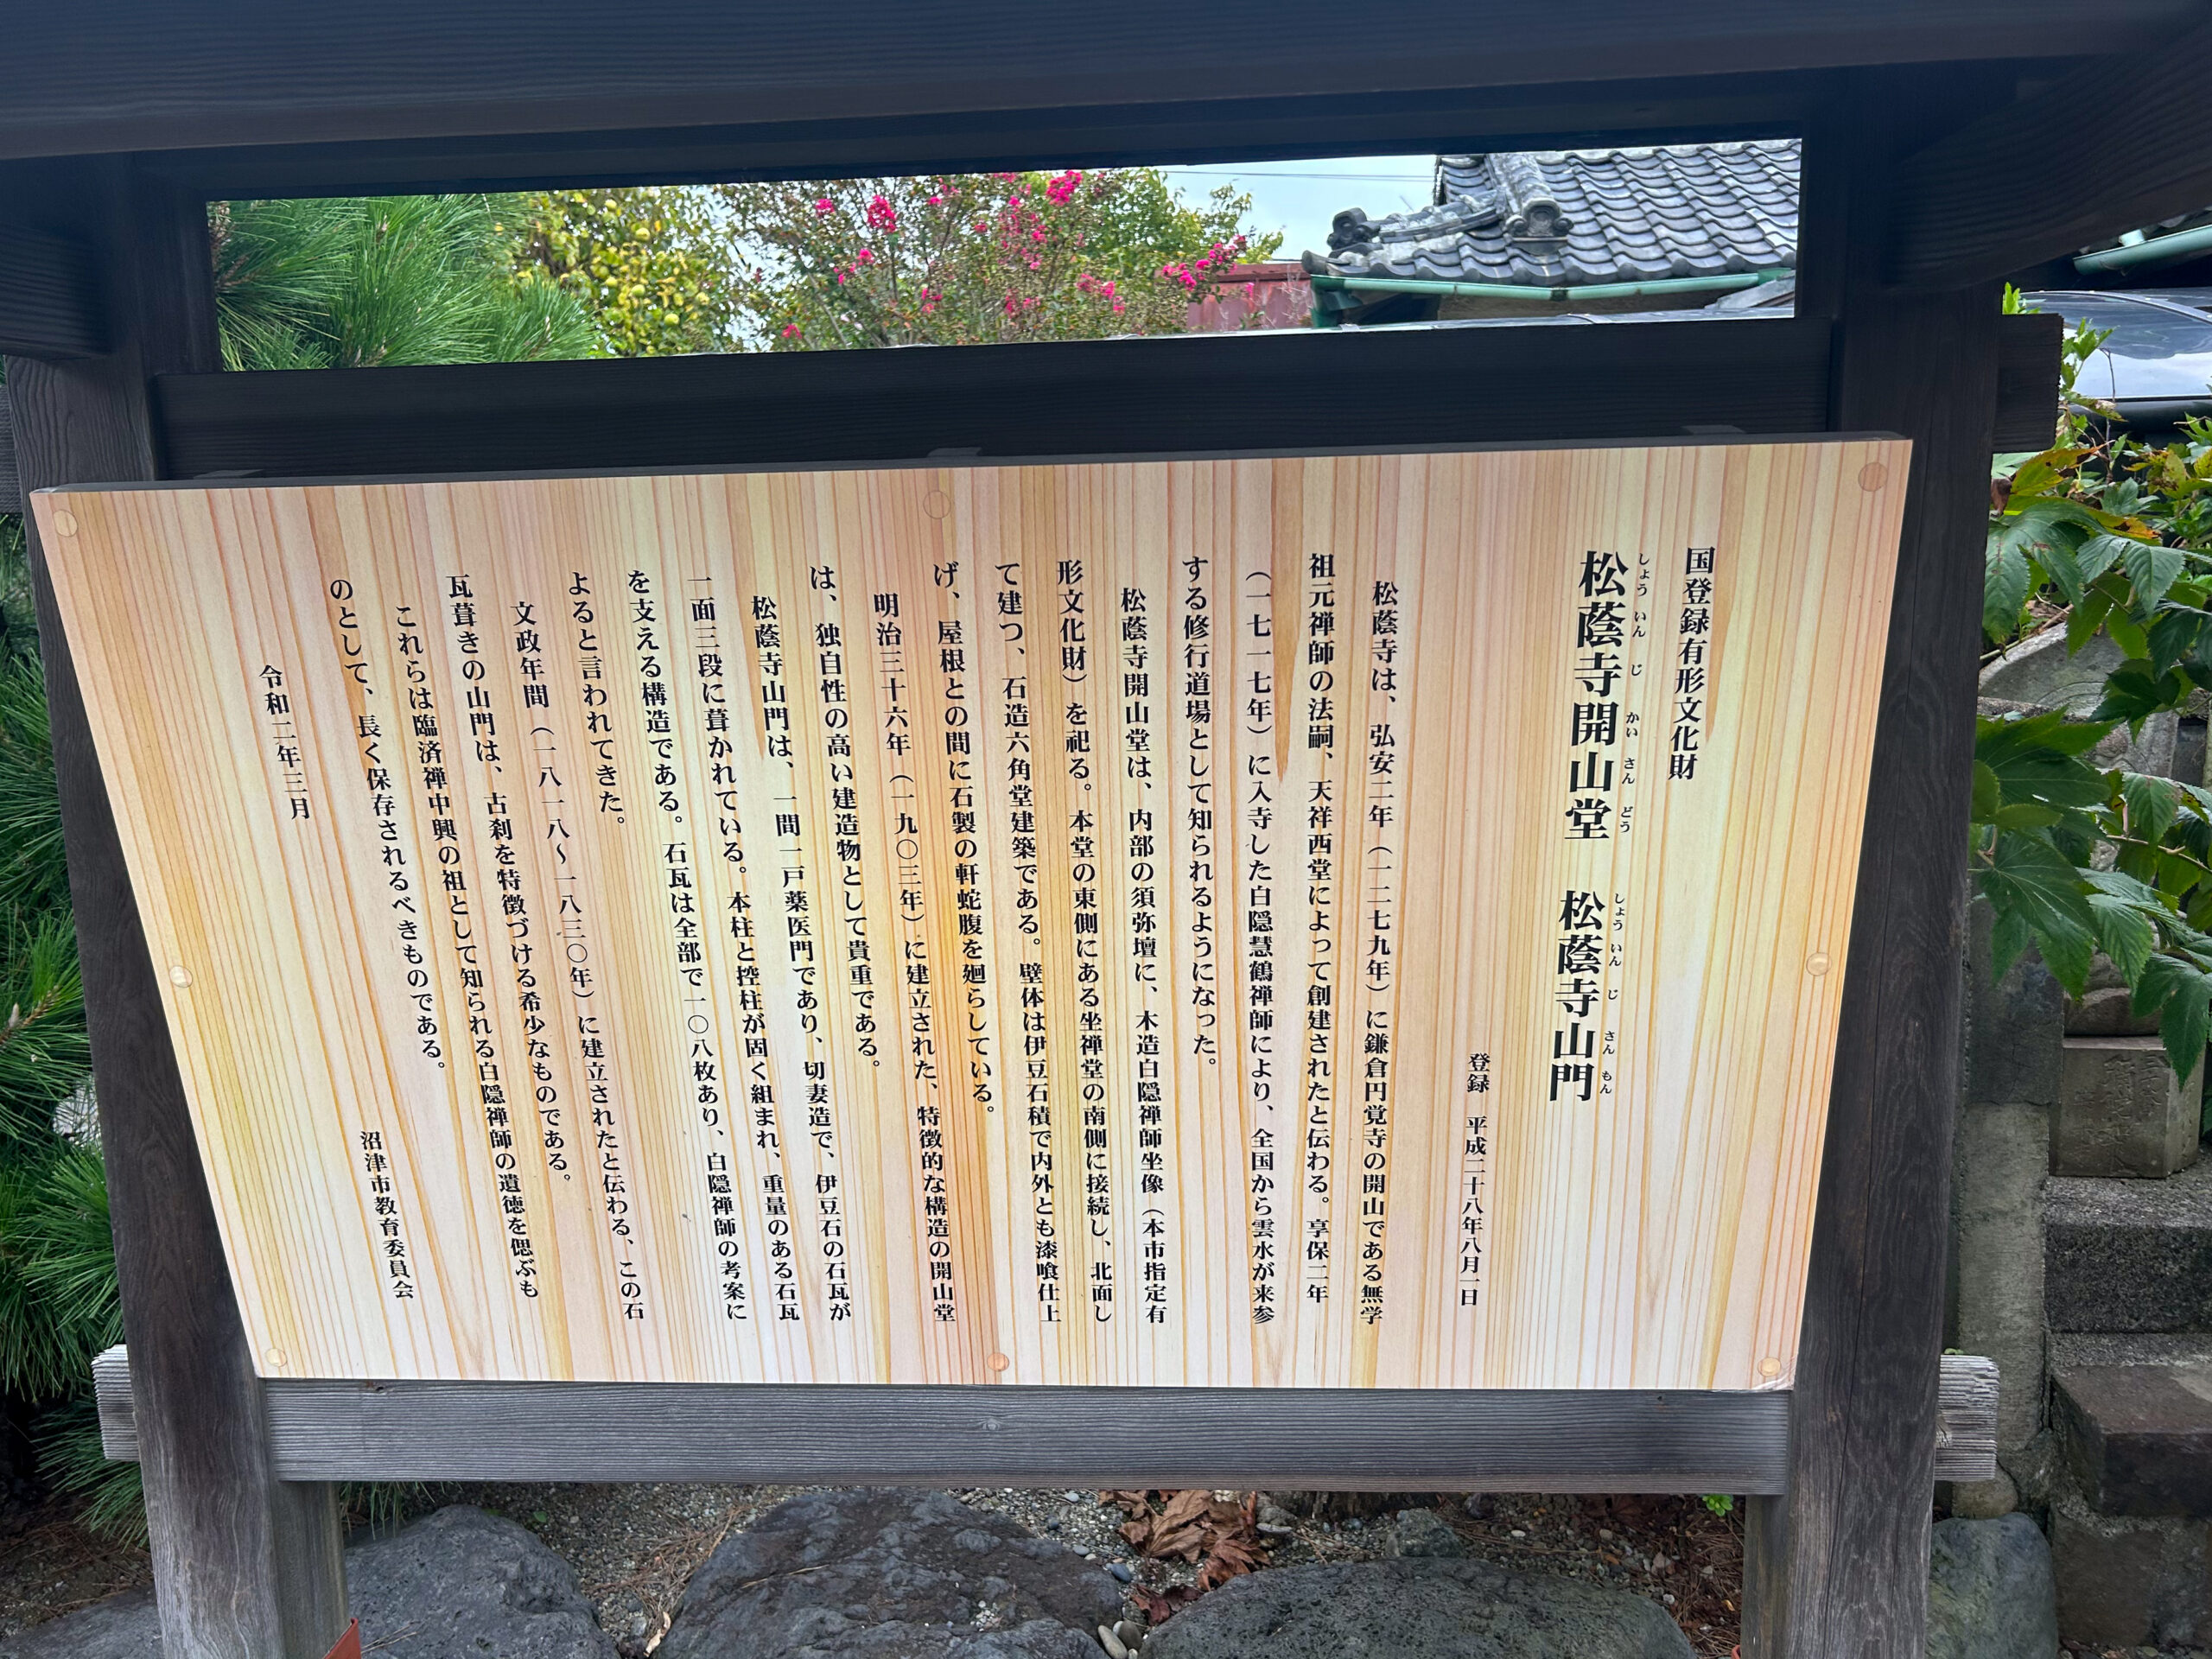 国登録有形文化財
松蔭寺開山堂 松蔭寺山門
しょういんじかいさんどう しょういんじさんもん
登録 平成二十八年八月一日
松蔭寺は、弘安二年（一二七九年）に鎌倉円覚寺の開山である無学
祖元禅師の法嗣、天祥西堂によって創建されたと伝わる。享保二年
（一七一七年）に入寺した白隠慧鶴禅師により、全国から雲水が来参
する修行道場として知られるようになった。
松蔭寺開山堂は、内部の須弥壇に、木造白隠禅師坐像（本市指定有
形文化財）を祀る。本堂の東側にある坐禅堂の南側に接続し、北面し
て建つ、石造六角堂建築である。壁体は伊豆石積で内外とも漆喰仕上
げ、屋根との間に石製の軒蛇腹を廻らしている。
明治三十六年（一九〇三年）に建立された、特徴的な構造の開山堂
は、独自性の高い建造物として貴重である。
松蔭寺山門は、一間一戸薬医門であり、切妻造で、伊豆石の石瓦が
一面三段に葺かれている。本柱と控柱が固く組まれ、重量のある石瓦
を支える構造である。石瓦は全部で一〇八枚あり、白隠禅師の考案に
よると言われてきた。
文政年間（一八一八～一八三〇年）に建立されたと伝わる、この石
瓦葺きの山門は、古刹を特徴づける希少なものである。
これらは臨済禅中興の祖として知られる白隠禅師の遺徳を偲ぶも
のとして、長く保存されるべきものである。
令和二年三月
沼津市教育委員会